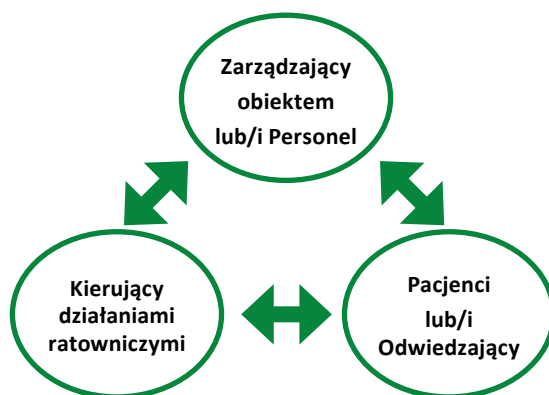 Zarządzający
obiektem
lub/i Personel
Kierujący
działaniami
ratowniczymi
Pacjenci
lub/i
Odwiedzający